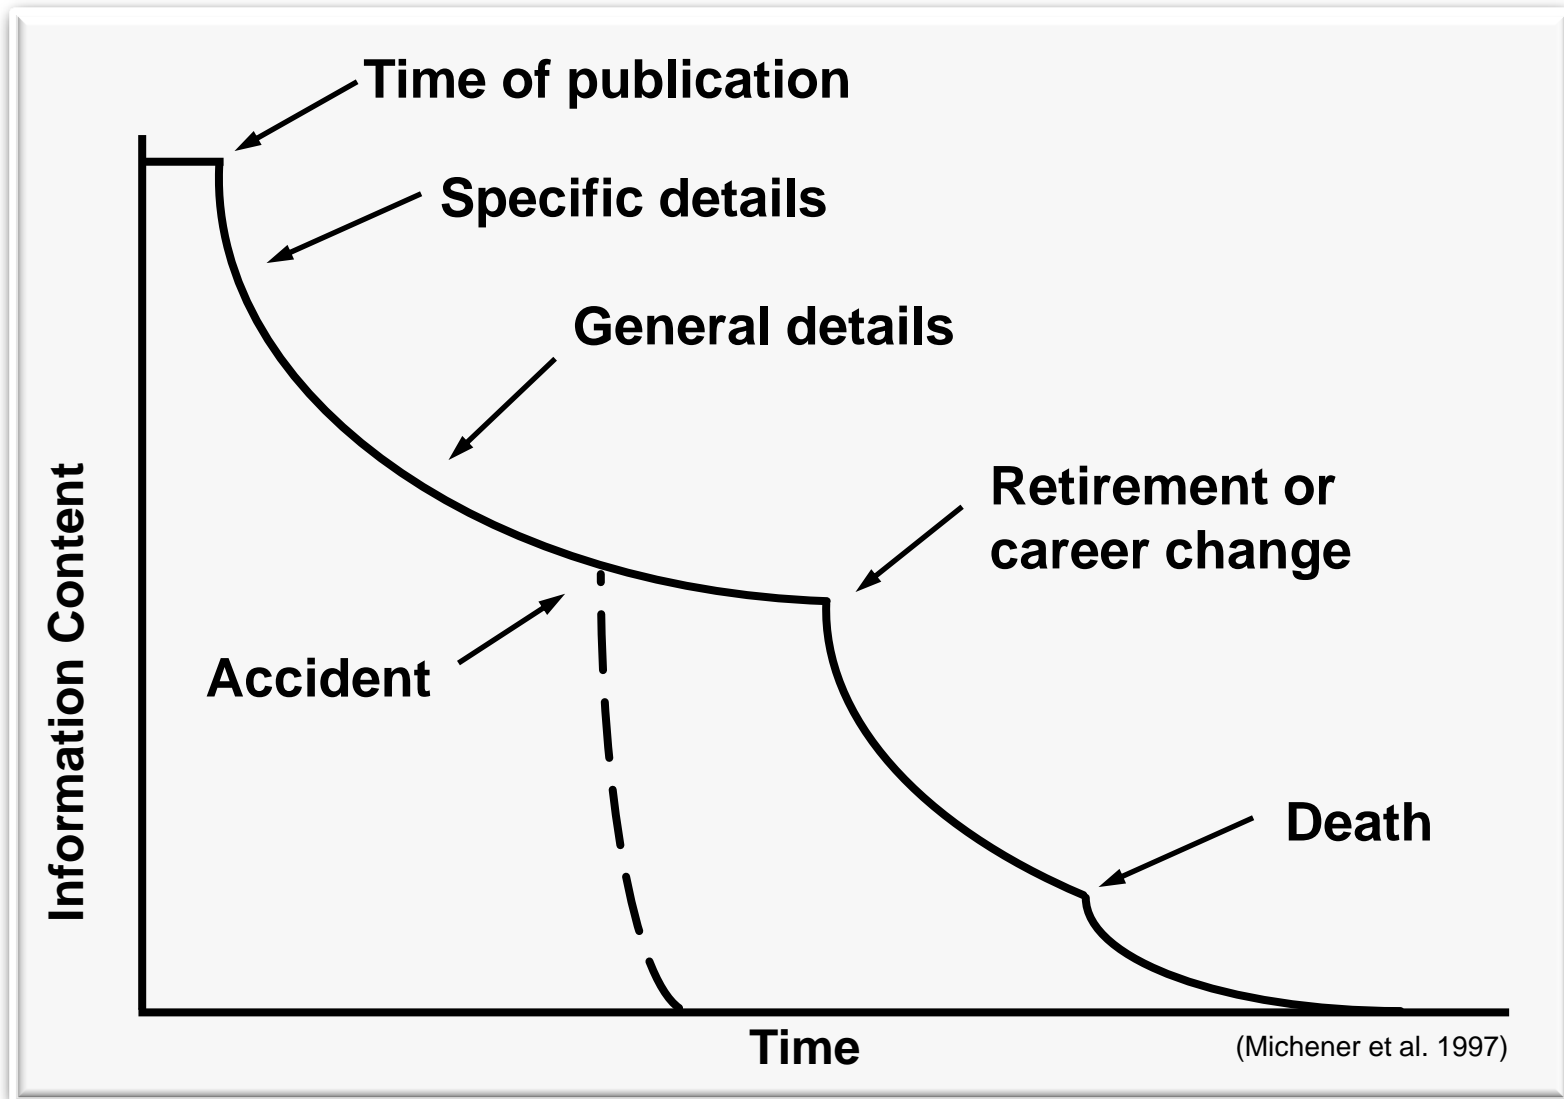 Time of publication
Specific details
General details
Retirement or
career change
Accident
Death
Information Content
Time
(Michener et al. 1997)